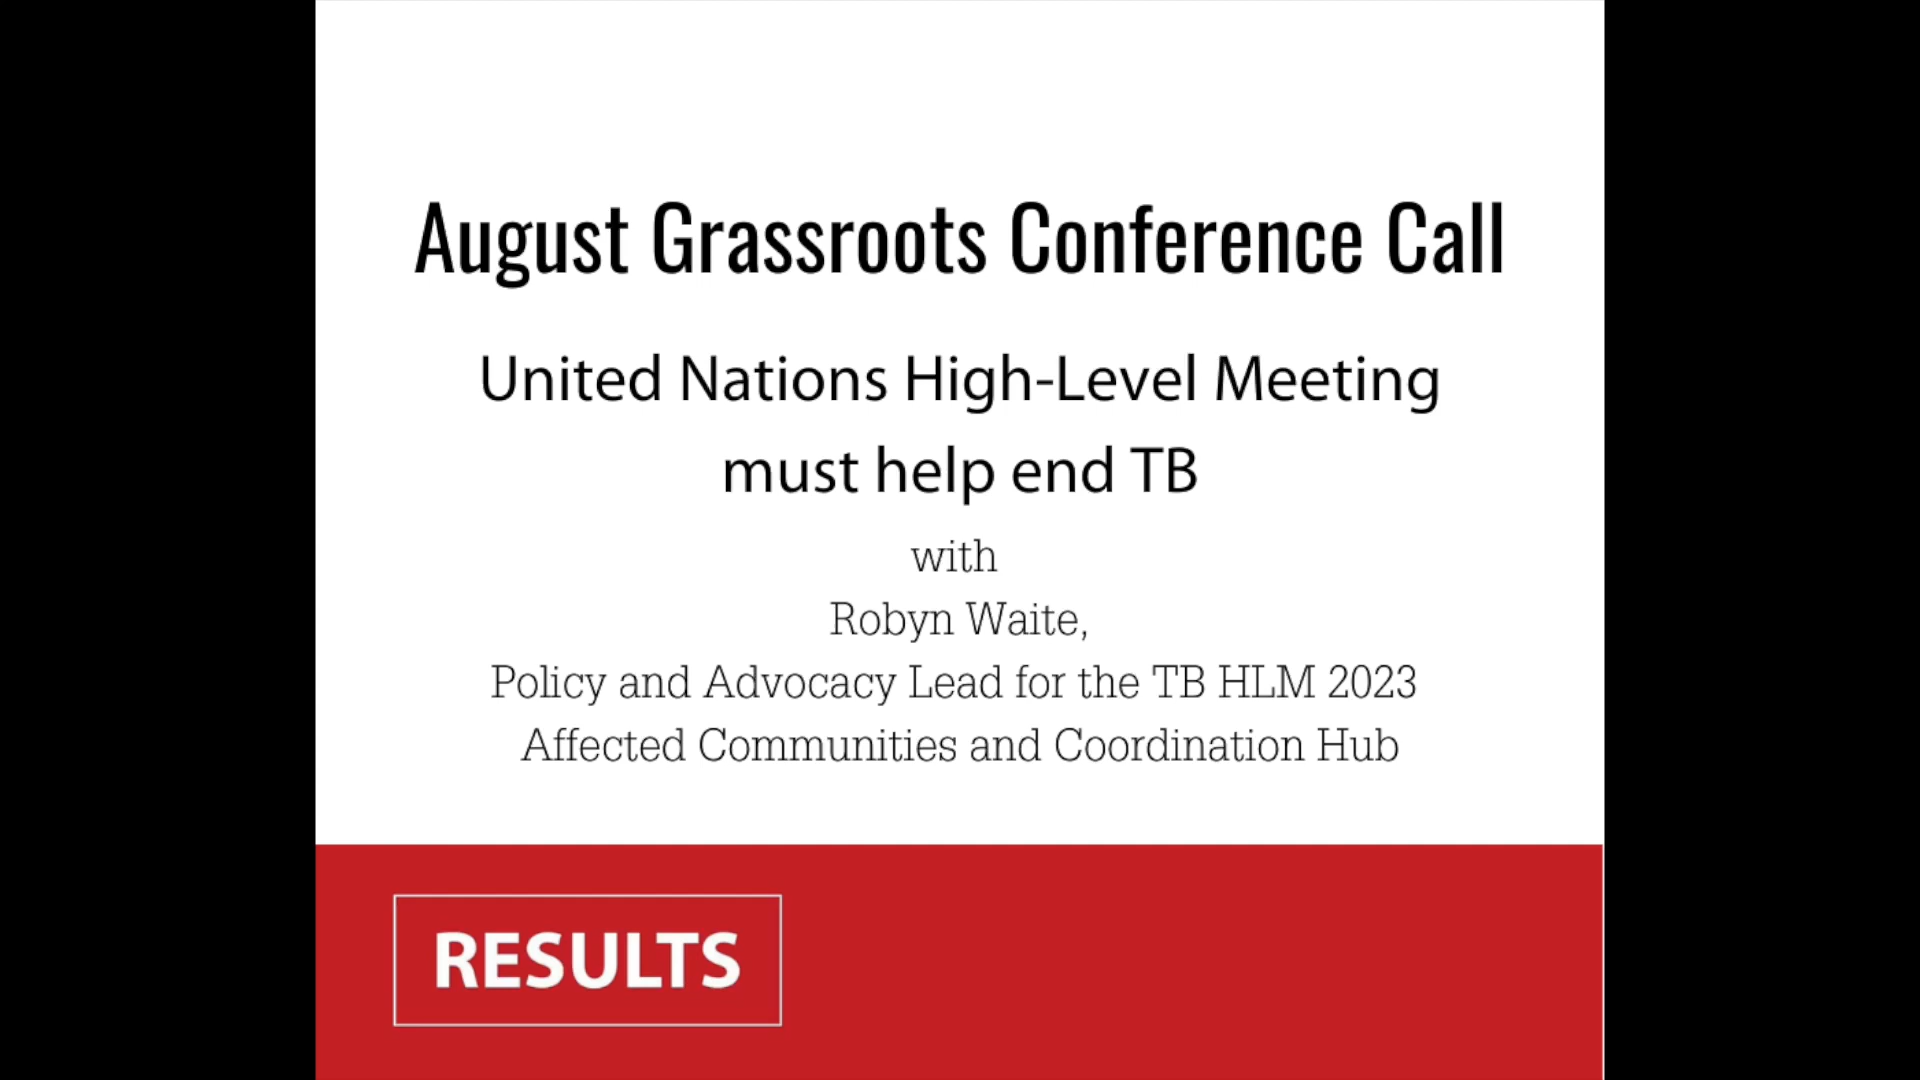 August Grassroots Conference Call
United Nations High-Level Meeting
must help end TB
with
Robyn Waite,
Policy and Advocacy Lead for the TB HLM 2023
Affected Communities and Coordination Hub
RESULTS